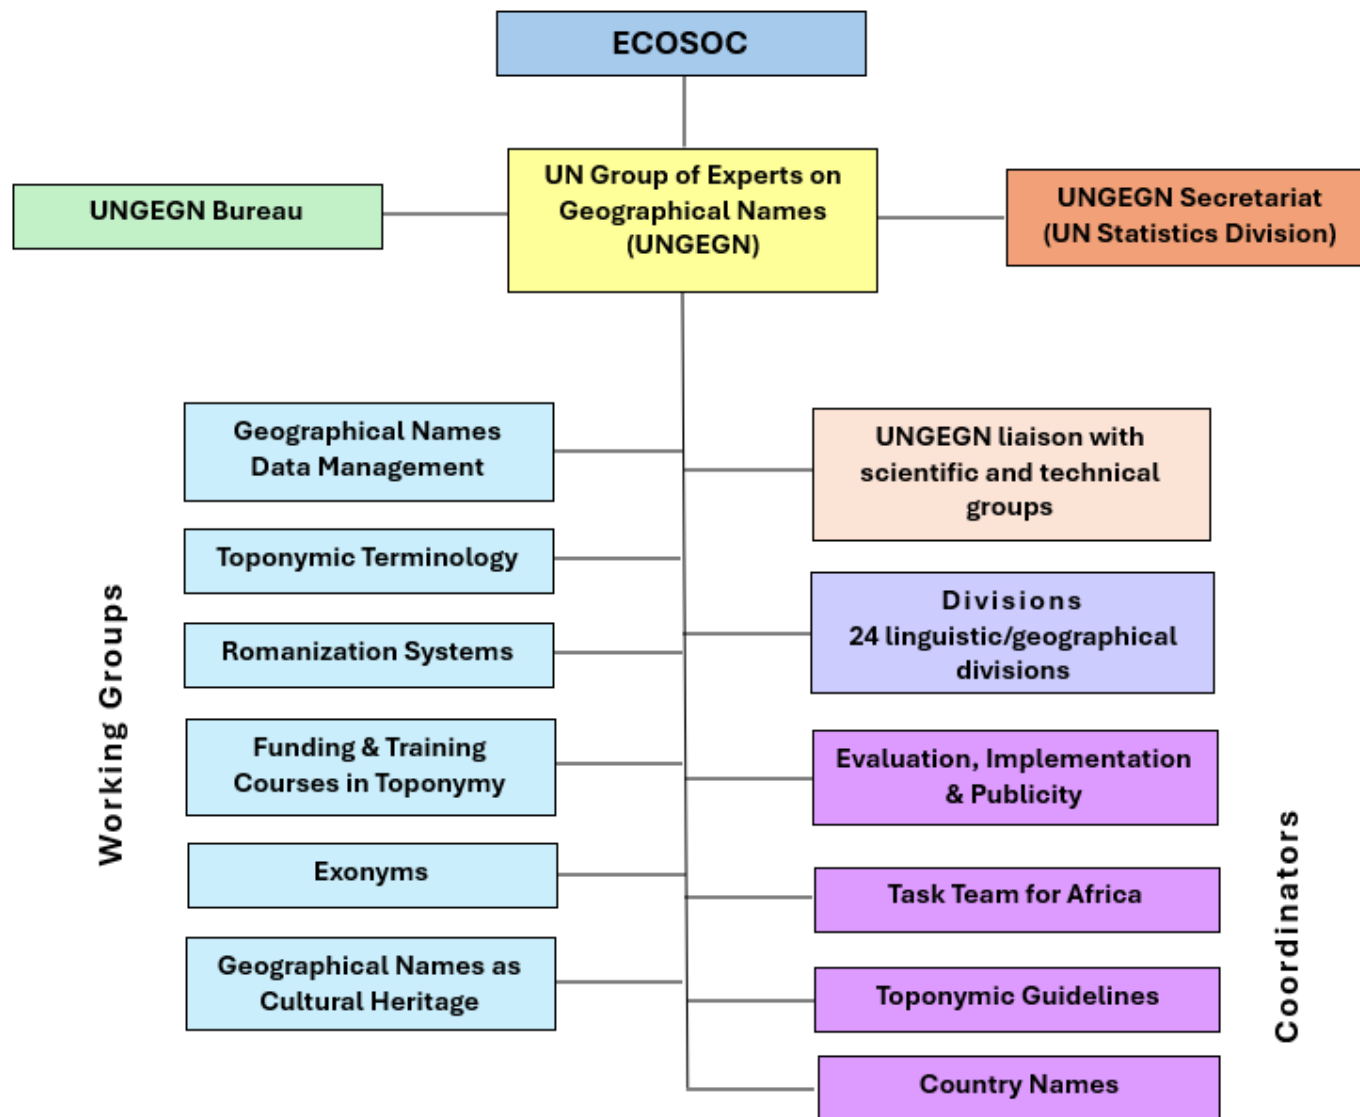 ECOSOC
UN Group of Experts on
Geographical Names
(UNGEGN)
UNGEGN Bureau
UNGEGN Secretariat
(UN Statistics Division)
Working Groups
Geographical Names
Data Management
Toponymic Terminology
Romanization Systems
Funding & Training
Courses in Toponymy
Exonyms
Geographical Names as
Cultural Heritage
UNGEGN liaison with
scientific and technical
groups
Divisions
24 linguistic/geographical
divisions
Evaluation, Implementation
& Publicity
Task Team for Africa
Toponymic Guidelines
Country Names
Coordinators